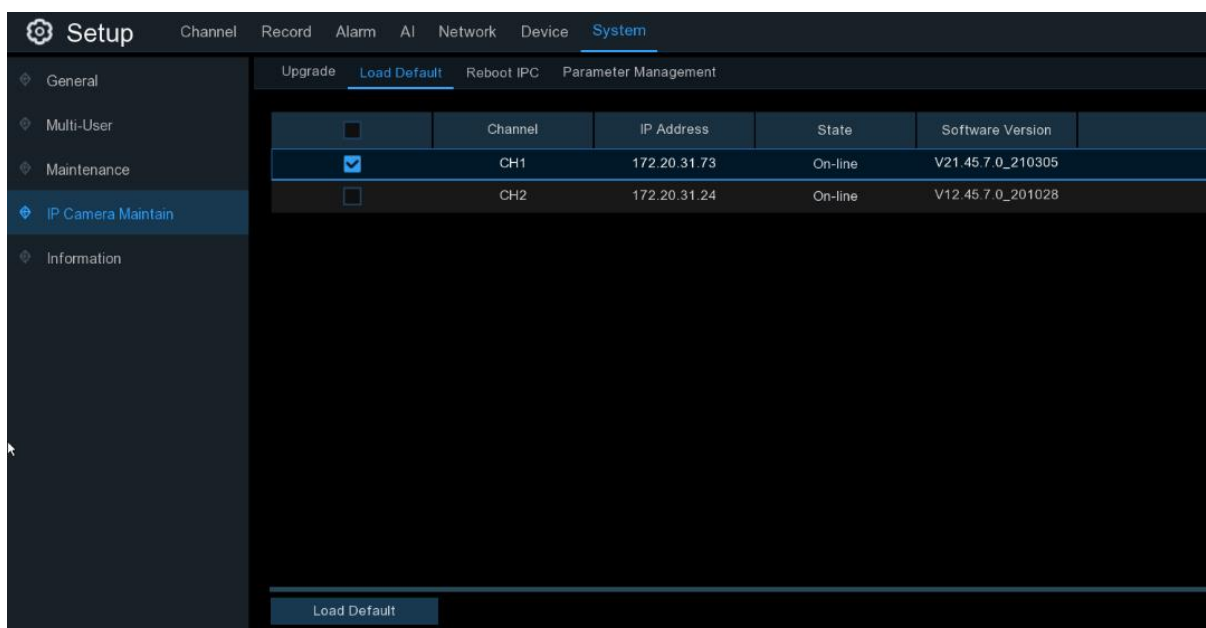 Setup Channel Record Alarm AI Network Device System
General
Multi-User
Maintenance
IP Camera Maintain
Information
Upgrade Load Default Reboot IPC Parameter Management
Channel IP Address State Software Version
CH1 172.20.31.73 On-line V21.45.7.0_210305
CH2 172.20.31.24 On-line V12.45.7.0_201028
Load Default